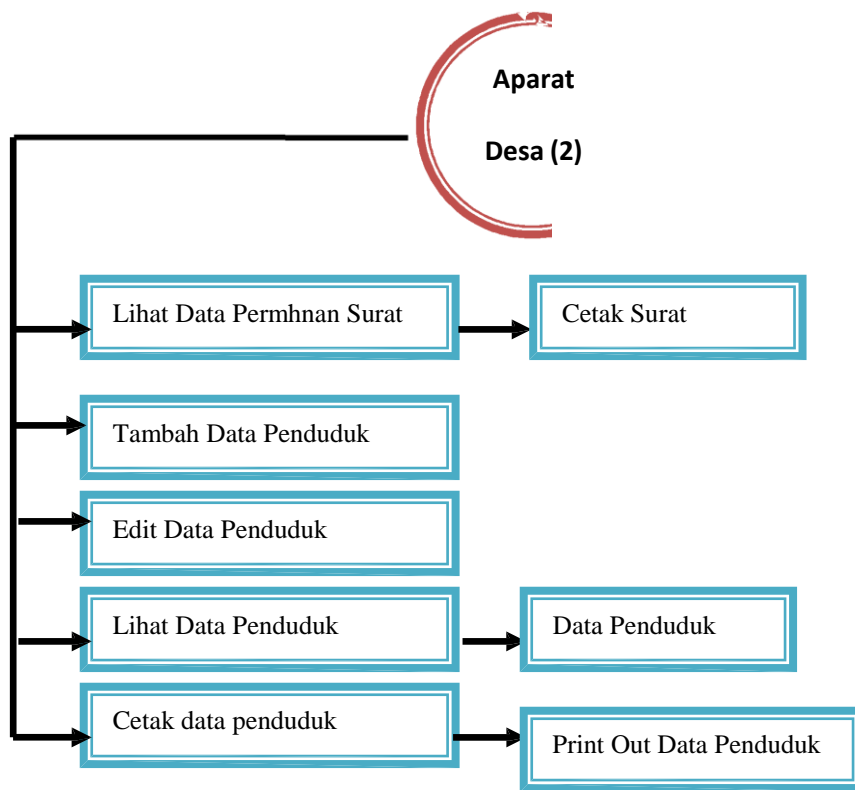 Aparat
Desa (2)
Lihat Data Permhnan Surat
Cetak Surat
Tambah Data Penduduk
Edit Data Penduduk
Lihat Data Penduduk
Data Penduduk
Cetak data penduduk
Print Out Data Penduduk